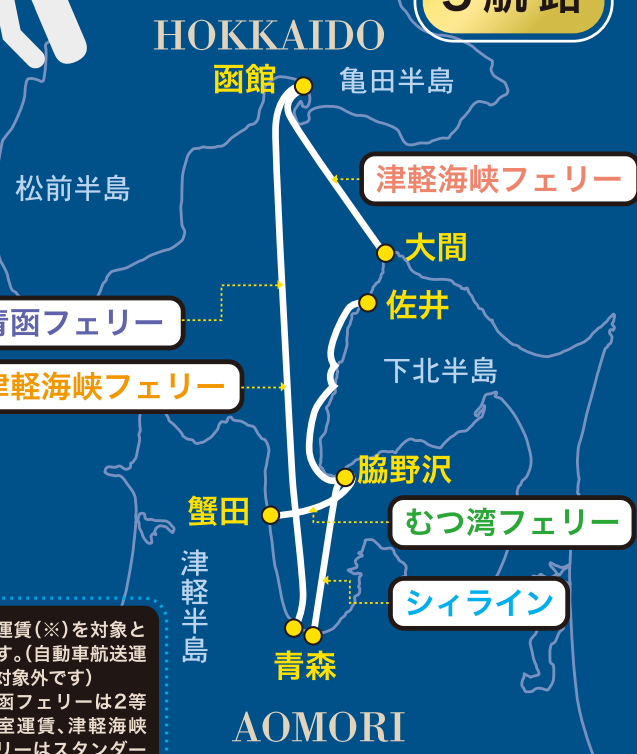 5航路
HOKKAIDO
函館
亀田半島
松前半島
津軽海峡フェリー
大間
佐井
青函フェリー
下北半島
津軽海峡フェリー
脇野沢
蟹田
むつ湾フェリー
津軽半島
シィライン
運賃(※)を対象と
す。(自動車航送運
対象外です)
函フェリーは2等
室運賃、津軽海峡
リーはスタンダー
青森
AOMORI